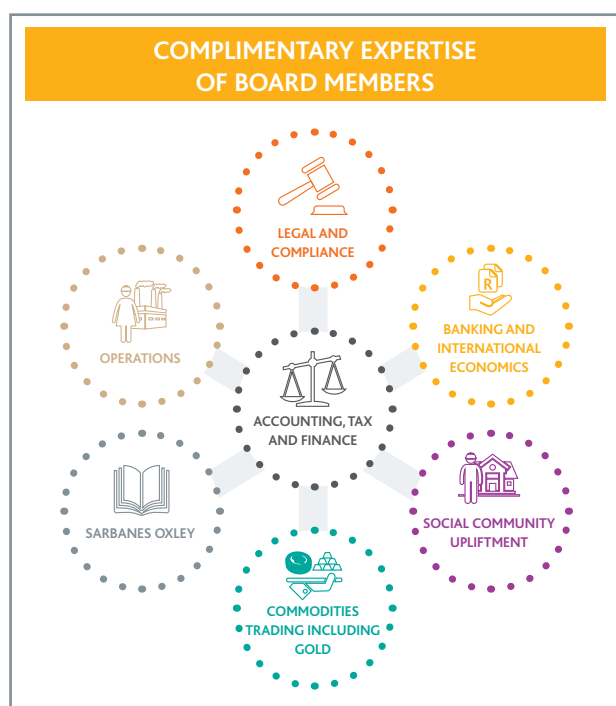 COMPLIMENTARY EXPERTISE
OF BOARD MEMBERS
LEGAL AND
COMPLIANCE
OPERATIONS
R
BANKING AND
INTERNATIONAL
ECONOMICS
ACCOUNTING, TAX
AND FINANCE
SARBANES OXLEY
SOCIAL COMMUNITY
UPLIFTMENT
COMMODITIES
TRADING INCLUDING
GOLD